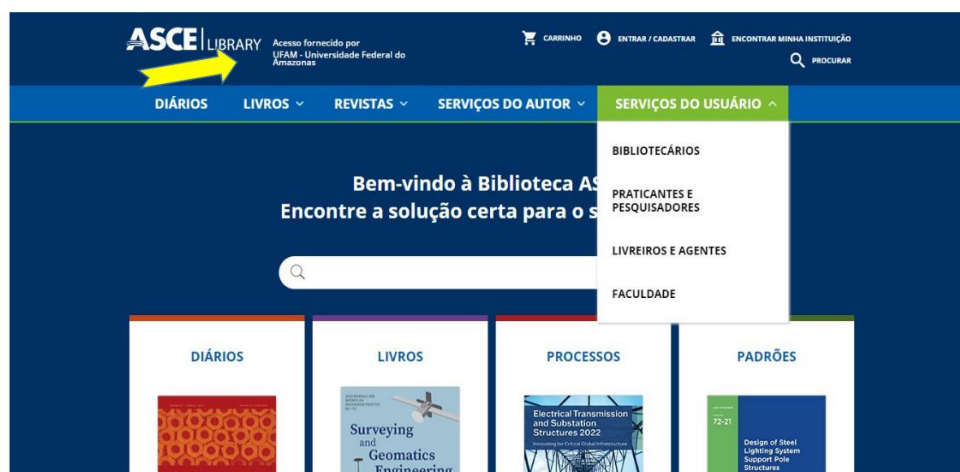 ASCE LIBRARY
Acesso fornecido por
UFAM - Universidade Federal do
Amazonas
CARRINHO
ENTRAR / CADASTRAR
ENCONTRAR MINHA INSTITUIÇÃO
PROCURAR
DIÁRIOS
LIVROS
REVISTAS
SERVIÇOS DO AUTOR
SERVIÇOS DO USUÁRIO
BIBLIOTECÁRIOS
PRATICANTES E
PESQUISADORES
LIVREIROS E AGENTES
FACULDADE
Bem-vindo à Biblioteca AS
Encontre a solução certa para o s
DIÁRIOS
LIVROS
PROCESSOS
PADRÕES
Surveying
and
Geomatics
Engineering
Electrical Transmission
and Substation
Structures 2022
72-21
Design of Steel
Lighting System
Support Pole
Structures